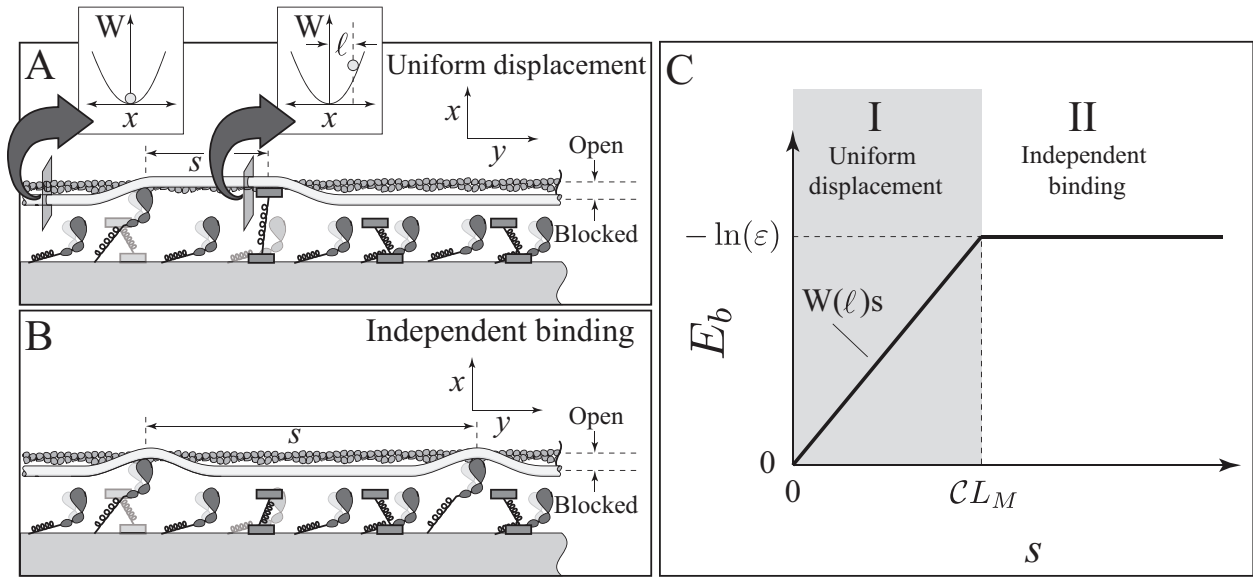 A
W
x
W
ℓ
x
Uniform displacement
x
y
s
Open
Blocked
B
Independent binding
x
y
s
Open
Blocked
C
I
Uniform
displacement
II
Independent
binding
− ln(ε)
W(ℓ)s
E_b
0
0
𝒞L_M
s